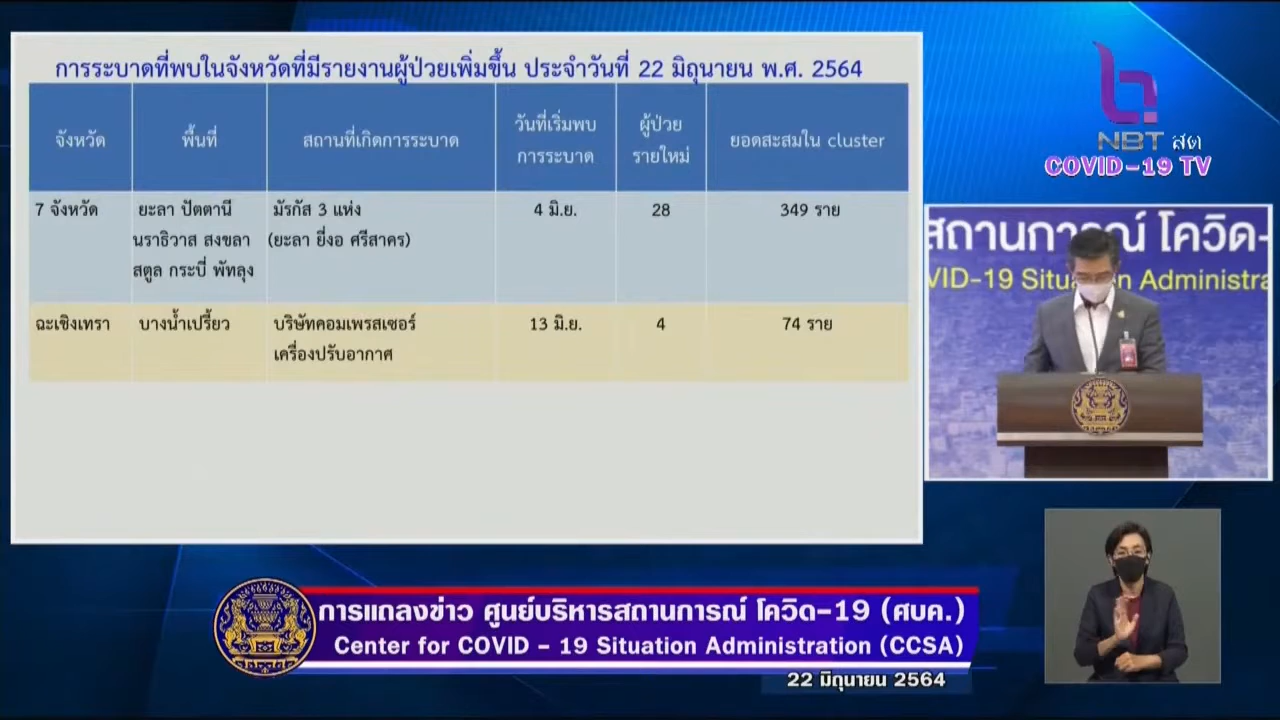 การระบาดที่พบในจังหวัดที่มีรายงานผู้ป่วยเพิ่มขึ้น ประจำวันที่ 22 มิถุนายน พ.ศ. 2564
จังหวัด
พื้นที่
สถานที่เกิดการระบาด
วันที่เริ่มพบ
การระบาด
ผู้ป่วย
รายใหม่
ยอดสะสมใน cluster
7 จังหวัด
ยะลา ปัตตานี
นราธิวาส สงขลา
สตูล กระบี่ พัทลุง
มัรกัส 3 แห่ง
(ยะลา ยี่งอ ศรีสาคร)
4 มิ.ย.
28
349 ราย
ฉะเชิงเทรา
บางน้ำเปรี้ยว
บริษัทคอมเพรสเซอร์
เครื่องปรับอากาศ
13 มิ.ย.
4
74 ราย
NBT สด
COVID-19 TV
สถานการณ์ โควิด-
VID-19 Situation Administra
การแถลงข่าว ศูนย์บริหารสถานการณ์ โควิด-19 (ศบค.)
Center for COVID - 19 Situation Administration (CCSA)
22 มิถุนายน 2564